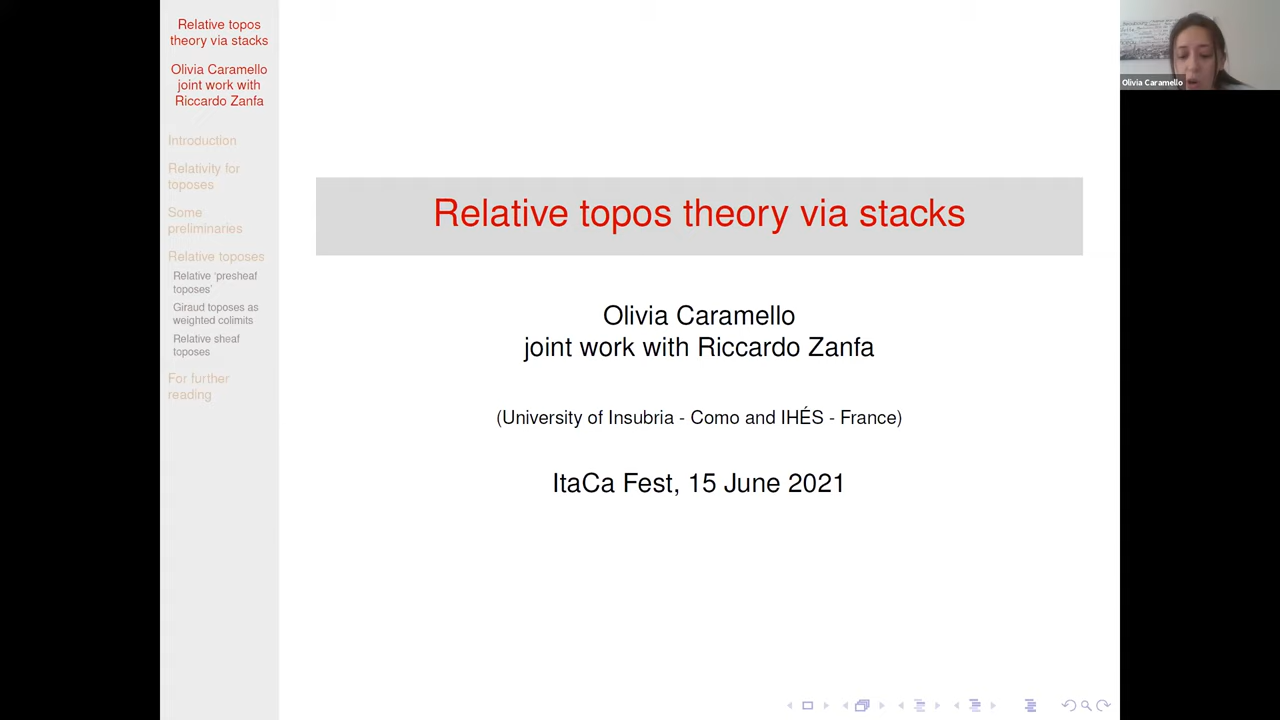 Relative topos
theory via stacks
Olivia Caramello
joint work with
Riccardo Zanfa
Introduction
Relativity for
toposes
Some
preliminaries
Relative toposes
Relative ‘presheaf
toposes’
Giraud toposes as
weighted colimits
Relative sheaf
toposes
For further
reading
Relative topos theory via stacks
Olivia Caramello
joint work with Riccardo Zanfa
(University of Insubria - Como and IHÉS - France)
ItaCa Fest, 15 June 2021
Olivia Caramello